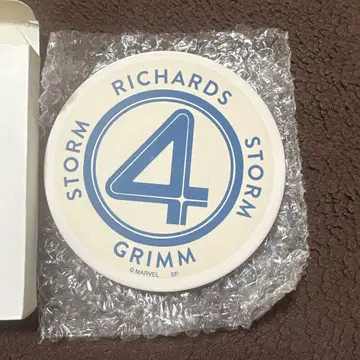 RICHARDS
STORM
4
STORM
GRIMM
© MARVEL SP